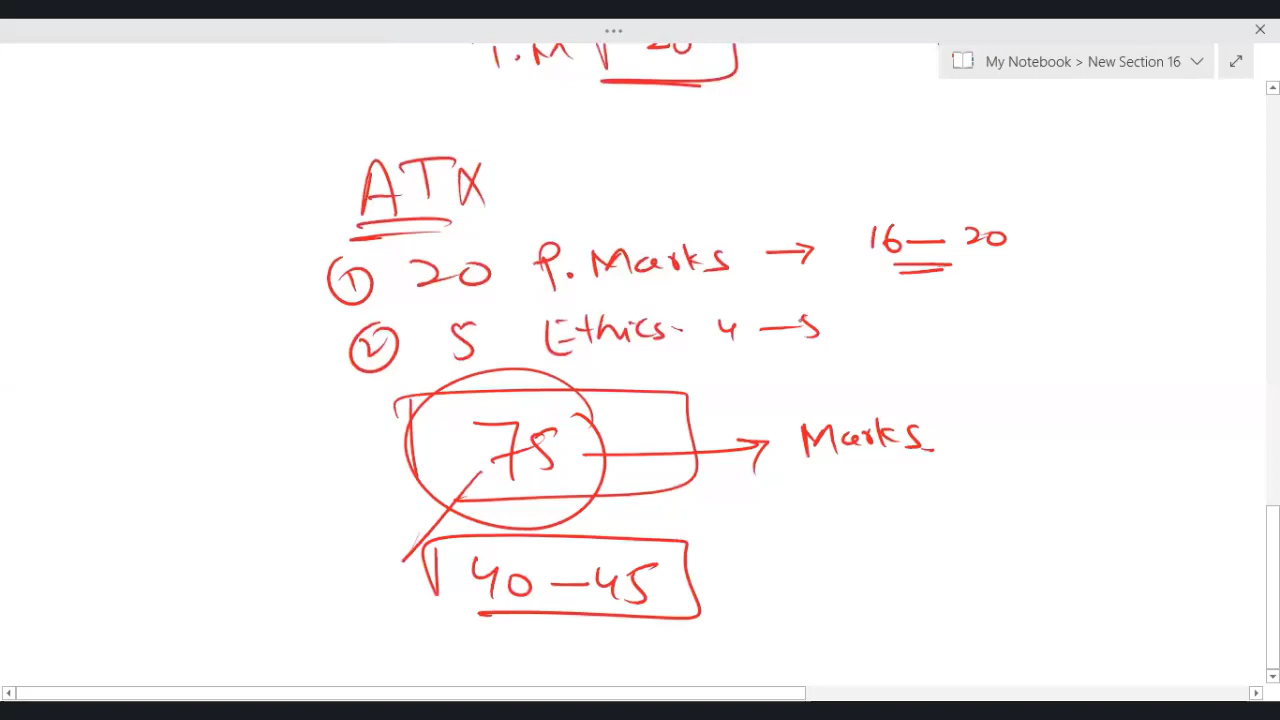 My Notebook > New Section 16
P.M 20
ATX
① 20 P. Marks → 16 — 20
② 5 Ethics. 4 — 5
75 → Marks
40 — 45